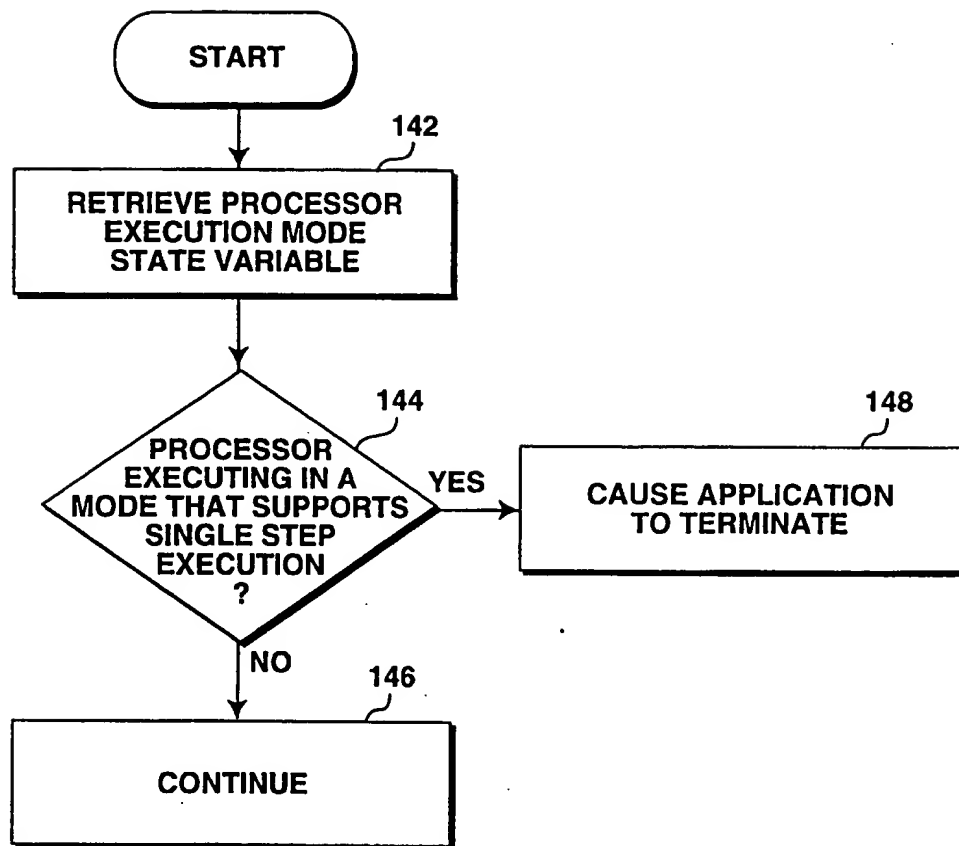 START
142
RETRIEVE PROCESSOR
EXECUTION MODE
STATE VARIABLE
144
PROCESSOR
EXECUTING IN A
MODE THAT SUPPORTS
SINGLE STEP
EXECUTION
?
YES
148
CAUSE APPLICATION
TO TERMINATE
NO
146
CONTINUE